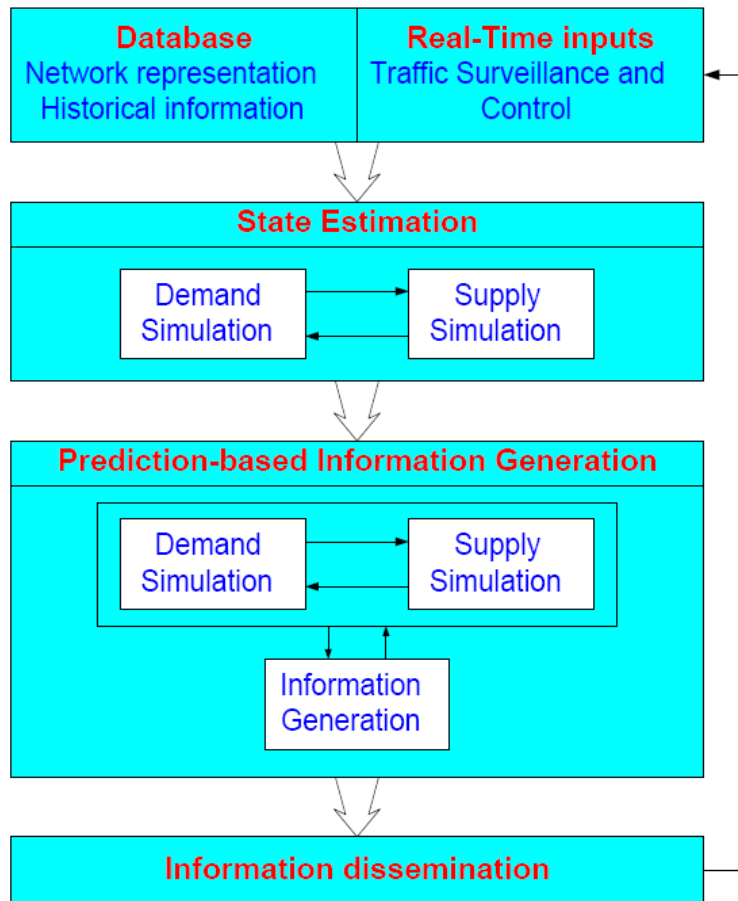 Database
Network representation
Historical information
Real-Time inputs
Traffic Surveillance and
Control
State Estimation
Demand
Simulation
Supply
Simulation
Prediction-based Information Generation
Demand
Simulation
Supply
Simulation
Information
Generation
Information dissemination